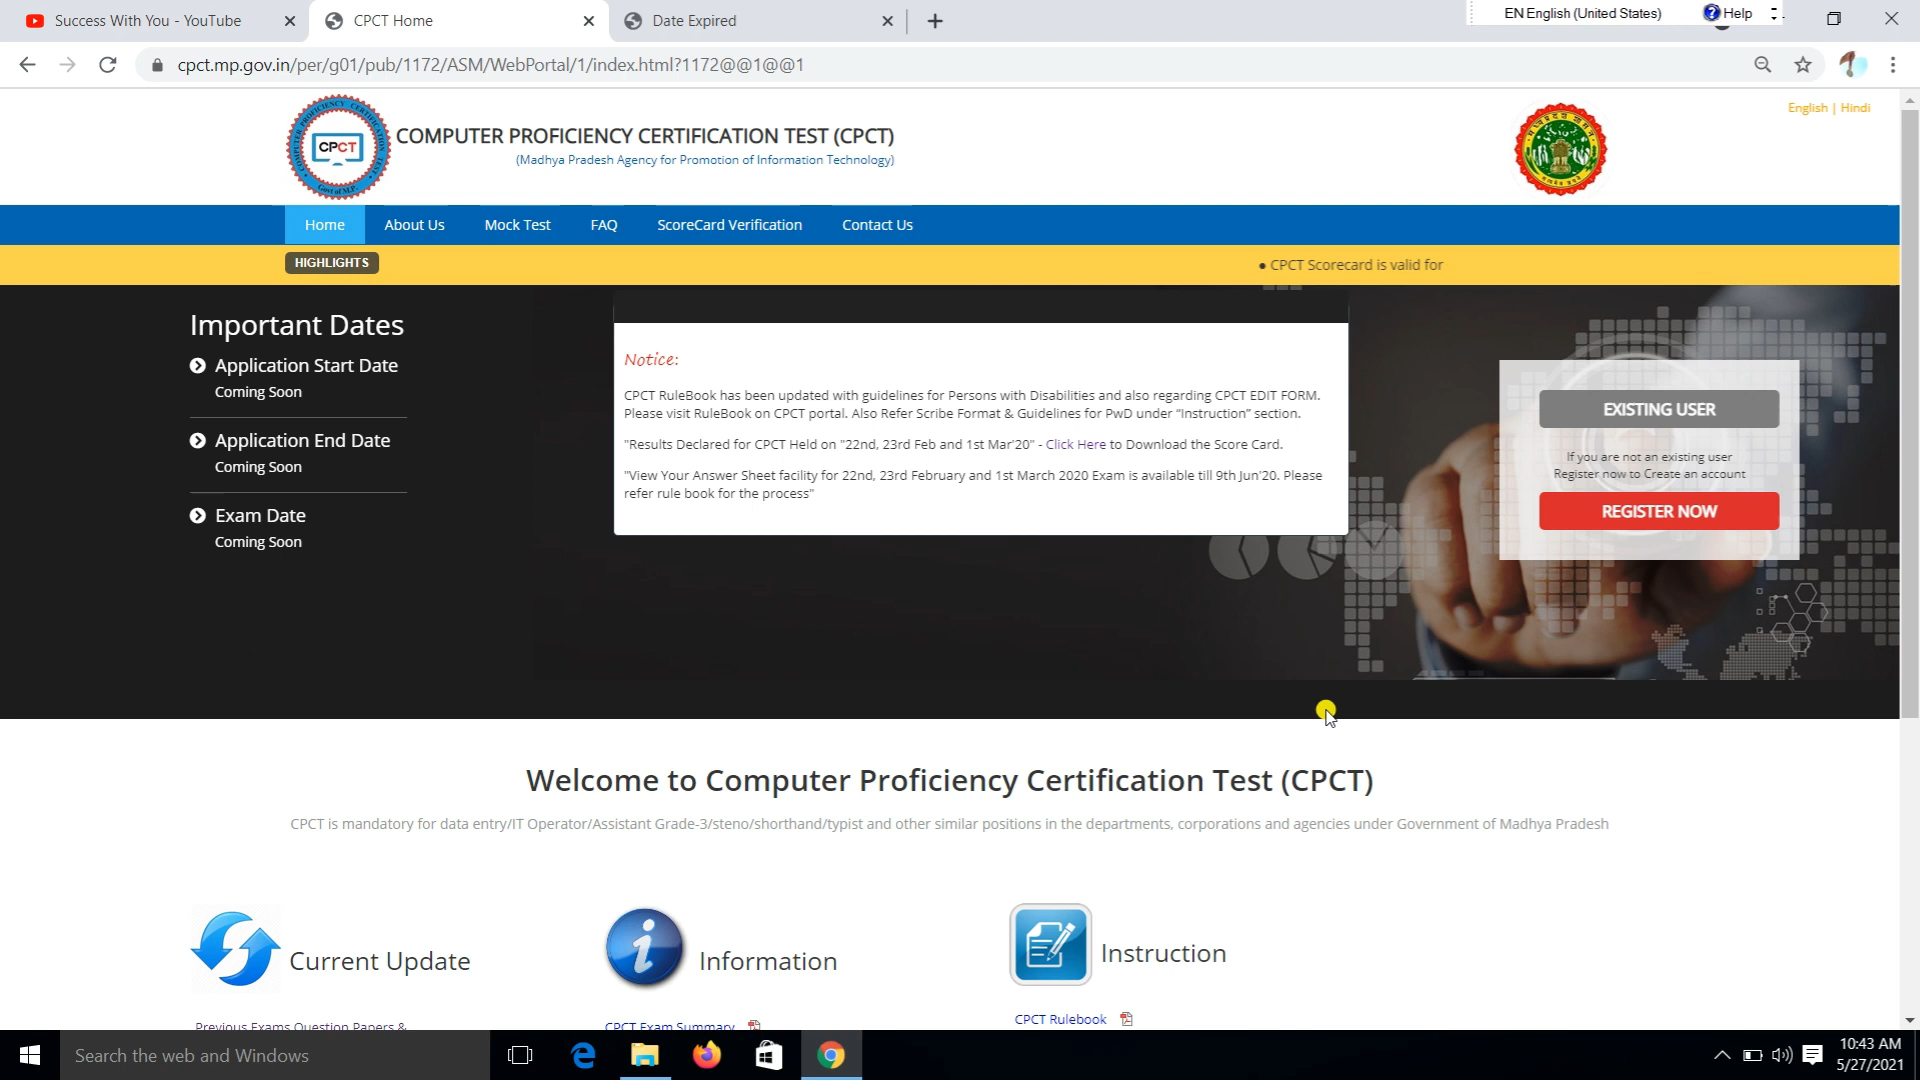 Success With You - YouTube
CPCT Home
Date Expired
EN English (United States)
Help
cpct.mp.gov.in/per/g01/pub/1172/ASM/WebPortal/1/index.html?1172@@1@@1
COMPUTER PROFICIENCY CERTIFICATION TEST
CPCT
Govt of M.P.
COMPUTER PROFICIENCY CERTIFICATION TEST (CPCT)
(Madhya Pradesh Agency for Promotion of Information Technology)
English | Hindi
Home About Us Mock Test FAQ ScoreCard Verification Contact Us
HIGHLIGHTS
● CPCT Scorecard is valid for
Important Dates
Application Start Date
Coming Soon
Application End Date
Coming Soon
Exam Date
Coming Soon
Notice:
CPCT RuleBook has been updated with guidelines for Persons with Disabilities and also regarding CPCT EDIT FORM.
Please visit RuleBook on CPCT portal. Also Refer Scribe Format & Guidelines for PwD under “Instruction” section.
"Results Declared for CPCT Held on "22nd, 23rd Feb and 1st Mar'20" - Click Here to Download the Score Card.
"View Your Answer Sheet facility for 22nd, 23rd February and 1st March 2020 Exam is available till 9th Jun'20. Please
refer rule book for the process"
EXISTING USER
If you are not an existing user
Register now to Create an account
REGISTER NOW
Welcome to Computer Proficiency Certification Test (CPCT)
CPCT is mandatory for data entry/IT Operator/Assistant Grade-3/steno/shorthand/typist and other similar positions in the departments, corporations and agencies under Government of Madhya Pradesh
Current Update
Information
Instruction
Previous Exams Question Papers &
CPCT Exam Summary
CPCT Rulebook
Search the web and Windows
10:43 AM
5/27/2021